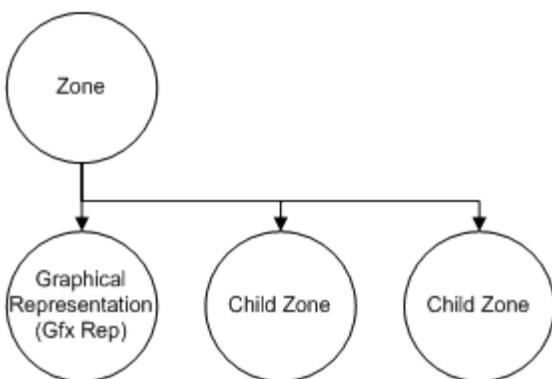 Zone
Graphical
Representation
(Gfx Rep)
Child Zone
Child Zone